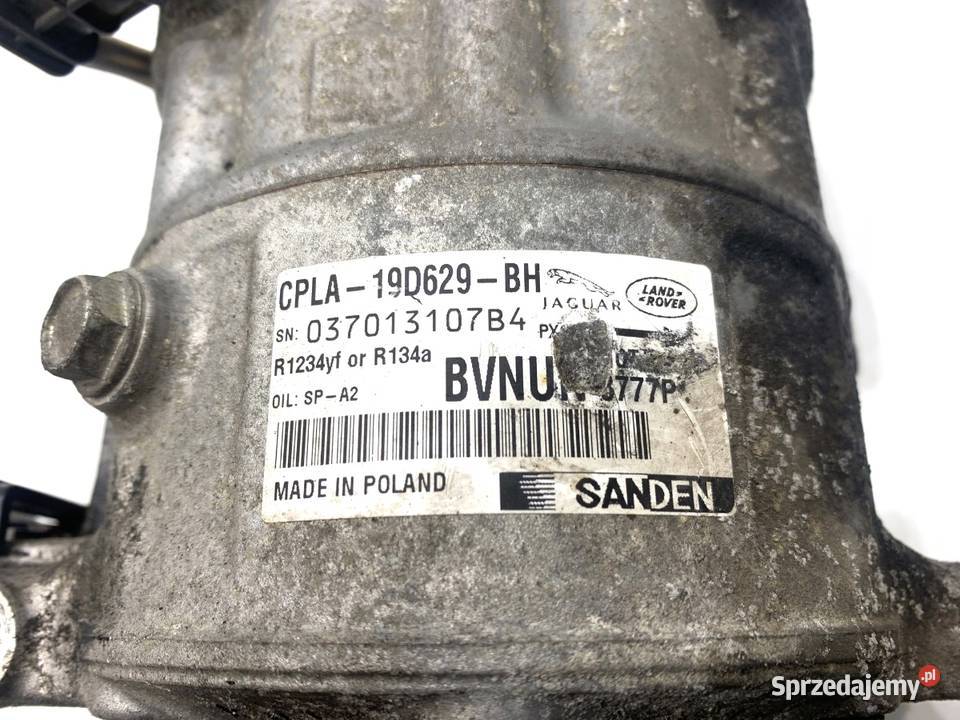 CPLA-19D629-BH
JAGUAR
LAND ROVER
SN: 037013107B4
R1234yf or R134a
OIL: SP-A2
MADE IN POLAND
SANDEN
Sprzedajemy.pl